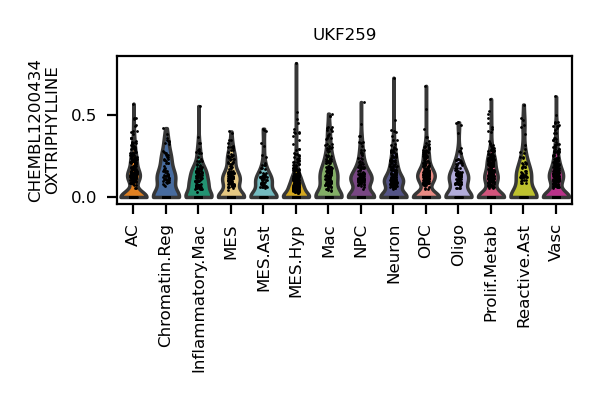 UKF259
CHEMBL1200434
OXTRIPHYLLINE
0.5
0.0
AC
Chromatin.Reg
Inflammatory.Mac
MES
MES.Ast
MES.Hyp
Mac
NPC
Neuron
OPC
Oligo
Prolif.Metab
Reactive.Ast
Vasc